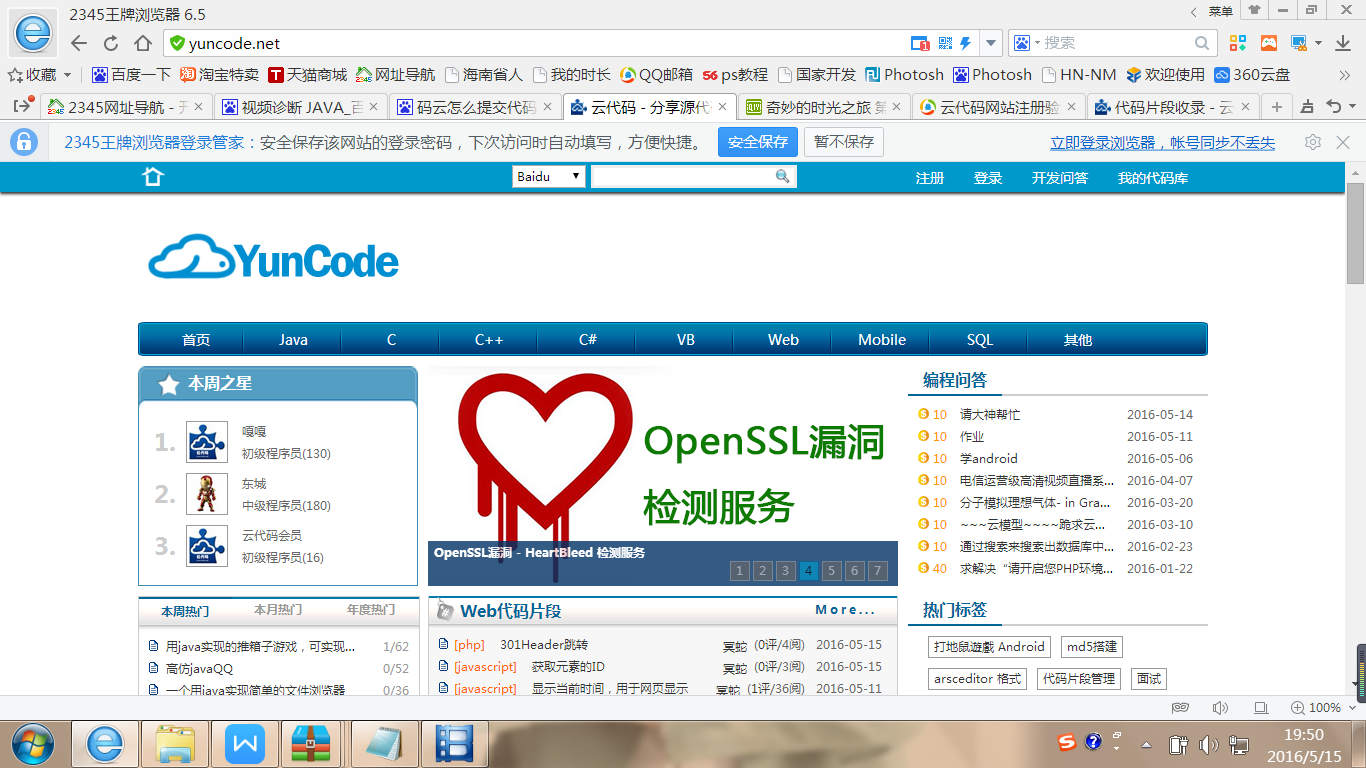 2345王牌浏览器 6.5
菜单
yuncode.net
搜索
收藏 百度一下 淘宝特卖 天猫商城 网址导航 海南省人 我的时长 QQ邮箱 ps教程 国家开发 Photosh Photosh HN-NM 欢迎使用 360云盘
2345网址导航 - 开 视频诊断 JAVA_百 码云怎么提交代码 云代码 - 分享源代 奇妙的时光之旅 第 云代码网站注册验 代码片段收录 - 云
2345王牌浏览器登录管家：安全保存该网站的登录密码，下次访问时自动填写，方便快捷。 安全保存 暂不保存 立即登录浏览器，帐号同步不丢失
Baidu 注册 登录 开发问答 我的代码库
YunCode
首页 Java C C++ C# VB Web Mobile SQL 其他
本周之星
1. 嘎嘎
初级程序员(130)
2. 东城
中级程序员(180)
3. 云代码会员
初级程序员(16)
OpenSSL漏洞
检测服务
OpenSSL漏洞 - HeartBleed 检测服务
1 2 3 4 5 6 7
编程问答
10 请大神帮忙 2016-05-14
10 作业 2016-05-11
10 学android 2016-05-06
10 电信运营级高清视频直播系... 2016-04-07
10 分子模拟理想气体- in Gra... 2016-03-20
10 ~~~云模型~~~~跪求云... 2016-03-10
10 通过搜索来搜出数据库中... 2016-02-23
40 求解决“请开启您PHP环境... 2016-01-22
本周热门 本月热门 年度热门
用java实现的推箱子游戏，可实现... 1/62
高仿javaQQ 0/52
一个用java实现简单的文件浏览器 0/36
Web代码片段 More...
[php] 301Header跳转 冥蛇 (0评/4阅) 2016-05-15
[javascript] 获取元素的ID 冥蛇 (0评/3阅) 2016-05-15
[javascript] 显示当前时间，用于网页显示 冥蛇 (1评/36阅) 2016-05-11
热门标签
打地鼠遊戲 Android md5搭建
arsceditor 格式 代码片段管理 面试
100%
19:50
2016/5/15